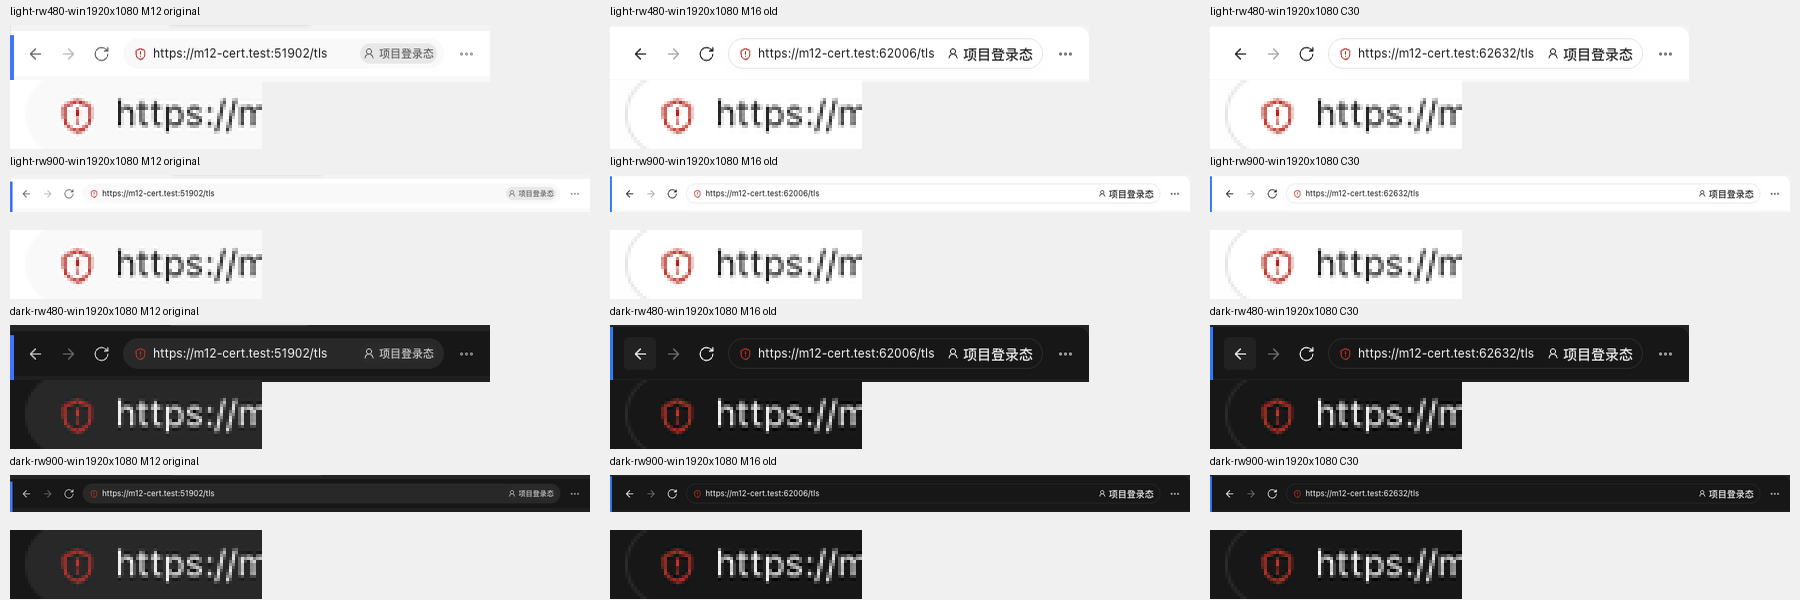 light-rw480-win1920x1080 M12 original
light-rw480-win1920x1080 M16 old
light-rw480-win1920x1080 C30
https://m12-cert.test:51902/tls 项目登录态
https://m12-cert.test:62006/tls 项目登录态
https://m12-cert.test:62632/tls 项目登录态
https://m
https://m
https://m
light-rw900-win1920x1080 M12 original
light-rw900-win1920x1080 M16 old
light-rw900-win1920x1080 C30
https://m12-cert.test:51902/tls 项目登录态
https://m12-cert.test:62006/tls 项目登录态
https://m12-cert.test:62632/tls 项目登录态
https://m
https://m
https://m
dark-rw480-win1920x1080 M12 original
dark-rw480-win1920x1080 M16 old
dark-rw480-win1920x1080 C30
https://m12-cert.test:51902/tls 项目登录态
https://m12-cert.test:62006/tls 项目登录态
https://m12-cert.test:62632/tls 项目登录态
https://m
https://m
https://m
dark-rw900-win1920x1080 M12 original
dark-rw900-win1920x1080 M16 old
dark-rw900-win1920x1080 C30
https://m12-cert.test:51902/tls 项目登录态
https://m12-cert.test:62006/tls 项目登录态
https://m12-cert.test:62632/tls 项目登录态
https://m
https://m
https://m